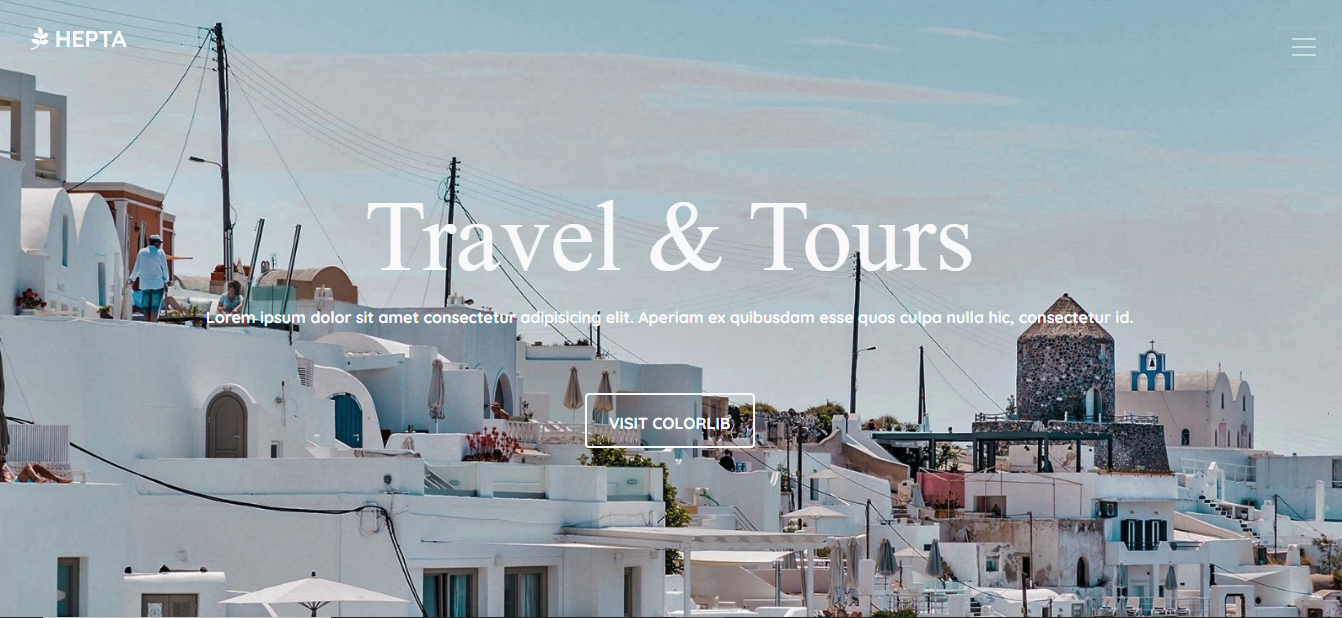 HEPTA
Travel & Tours
Lorem ipsum dolor sit amet consectetur adipisicing elit. Aperiam ex quibusdam esse quos culpa nulla hic, consectetur id.
VISIT COLORLIB